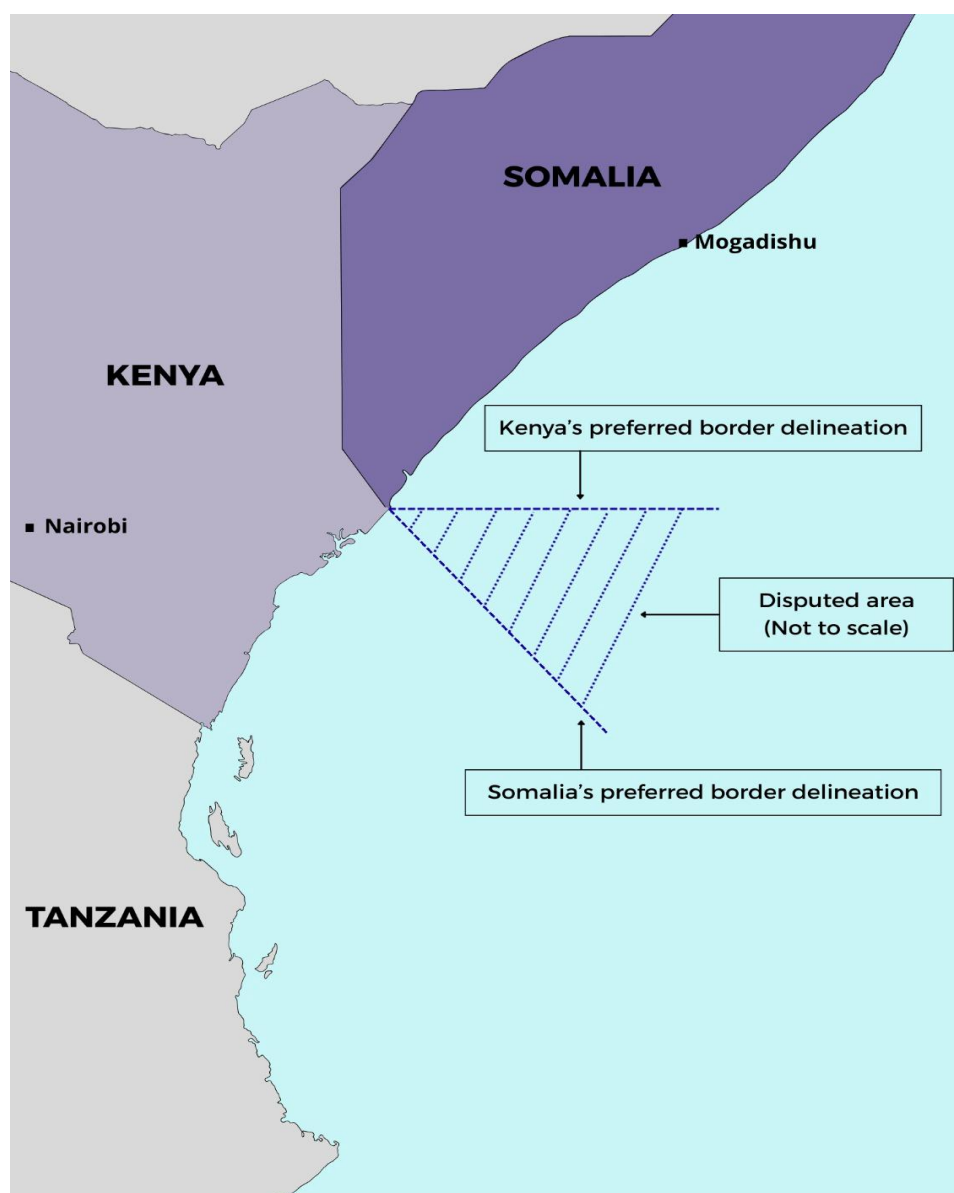 SOMALIA
Mogadishu
KENYA
Kenya’s preferred border delineation
Nairobi
Disputed area
(Not to scale)
Somalia’s preferred border delineation
TANZANIA